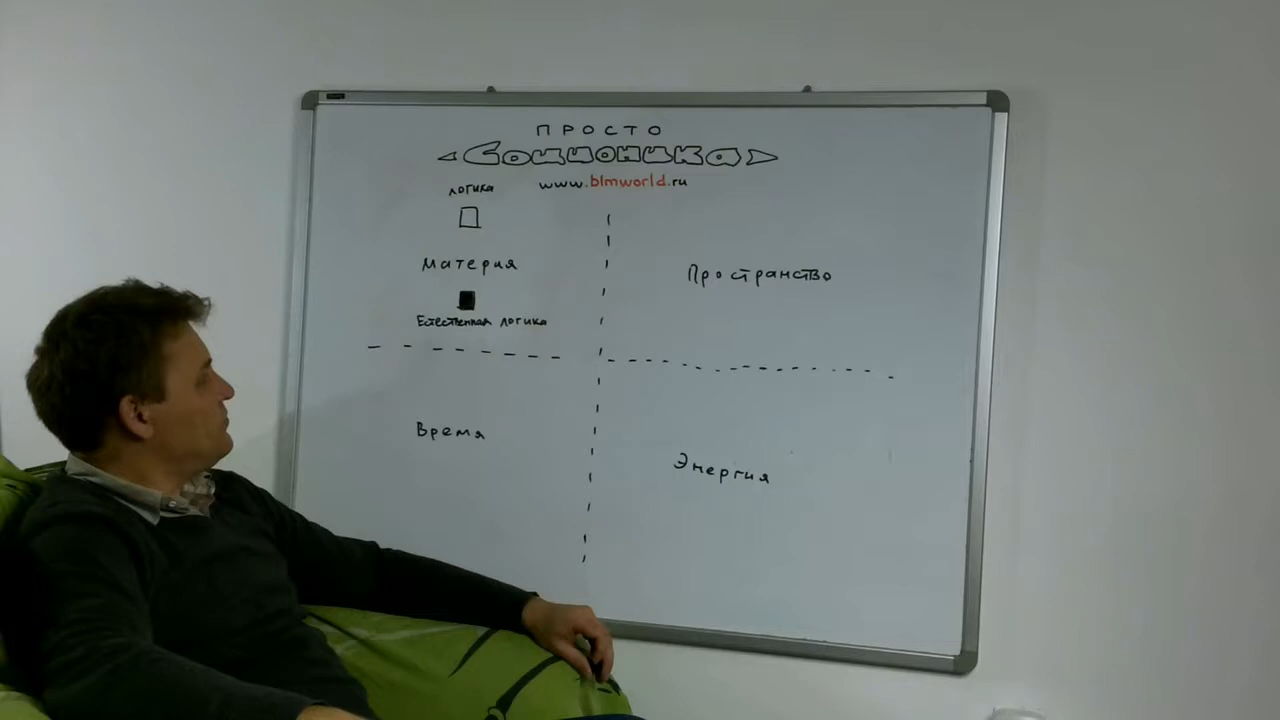 ПРОСТО
Соционика
www.blmworld.ru
логика
Материя
Естественная логика
Пространство
Время
Энергия